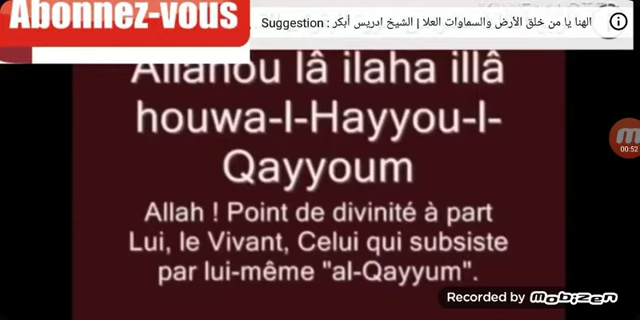 Abonnez-vous
Suggestion : الهنا يا من خلق الأرض والسماوات العلا | الشيخ ادريس أبكر
Allahou lâ ilaha illâ
houwa-l-Hayyou-l-
Qayyoum
Allah ! Point de divinité à part
Lui, le Vivant, Celui qui subsiste
par lui-même "al-Qayyum".
00:52
Recorded by mobizen